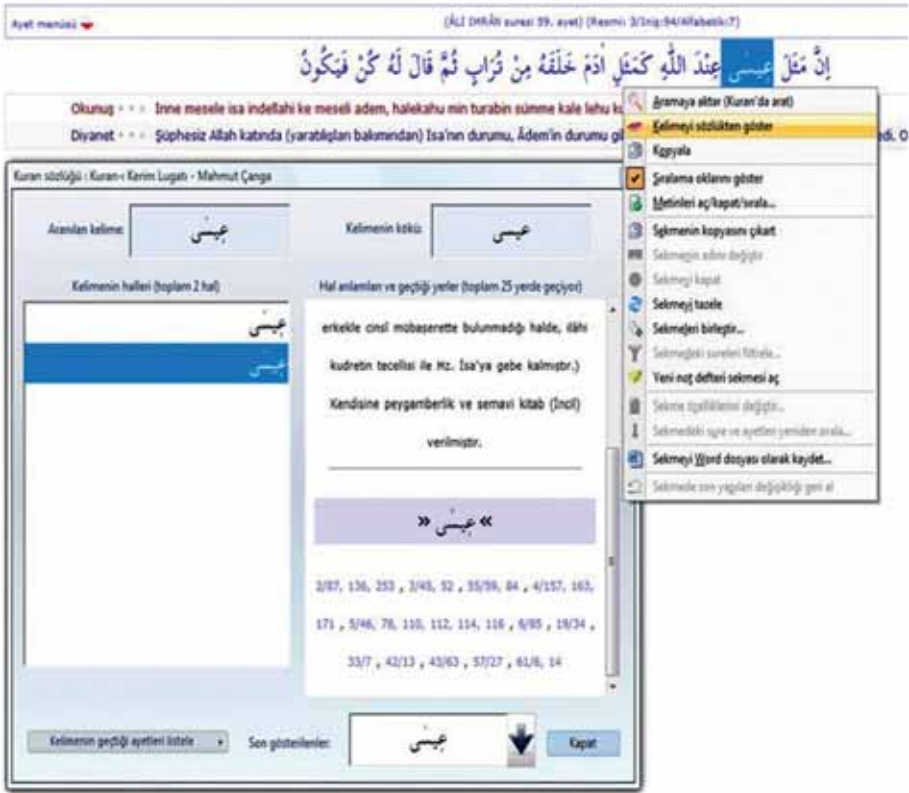 Ayet menüsü
(ÂLİ İMRÂN suresi 59. ayet) (Resmi: 3/İniş:94/Alfabetik:7)
اِنَّ مَثَلَ عٖيسٰى عِنْدَ اللّٰهِ كَمَثَلِ اٰدَمَ خَلَقَهُ مِنْ تُرَابٍ ثُمَّ قَالَ لَهُ كُنْ فَيَكُونُ
Okunuş Inne mesele isa indellahi ke meseli adem, halekahu min turabin sümme kale lehu
Diyanet Şüphesiz Allah katında (yaratılışları bakımından) İsa'nın durumu, Âdem'in durumu
Aramaya aktar (Kuran'da arat)
Kelimeyi sözlükten göster
Kopyala
Sıralama oklarını göster
Metinleri aç/kapat/sırala...
Sekmenin kopyasını çıkart
Sekmenin adını değiştir
Sekmeyi kapat
Sekmeyi tazele
Sekmeleri birleştir...
Sekmedeki sureleri filtrele...
Yeni not defteri sekmesi aç
Sekme özelliklerini değiştir...
Sekmedeki sure ve ayetleri yeniden sırala...
Sekmeyi Word dosyası olarak kaydet...
Sekmede son yapılan değişikliği geri al
Kuran sözlüğü : Kuran-ı Kerim Lugatı - Mahmut Çanga
Aranılan kelime: عٖيسٰى
Kelimenin kökü: عيسى
Kelimenin halleri (toplam 2 hal)
عٖيسَى
عٖيسٰى
Hal anlamları ve geçtiği yerler (toplam 25 yerde geçiyor)
erkekle cinsî mübaşerette bulunmadığı halde, ilâhi
kudretin tecellisi ile Hz. İsa'ya gebe kalmıştır.)
Kendisine peygamberlik ve semavi kitab (İncil)
verilmiştir.
» عٖيسٰى «
2/87, 136, 253 , 3/45, 52 , 55/59, 84 , 4/157, 163,
171 , 5/46, 78, 110, 112, 114, 116 , 6/85 , 19/34 ,
33/7 , 42/13 , 43/63 , 57/27 , 61/6, 14
Kelimenin geçtiği ayetleri listele
Son gösterilenler: عٖيسٰى
Kapat